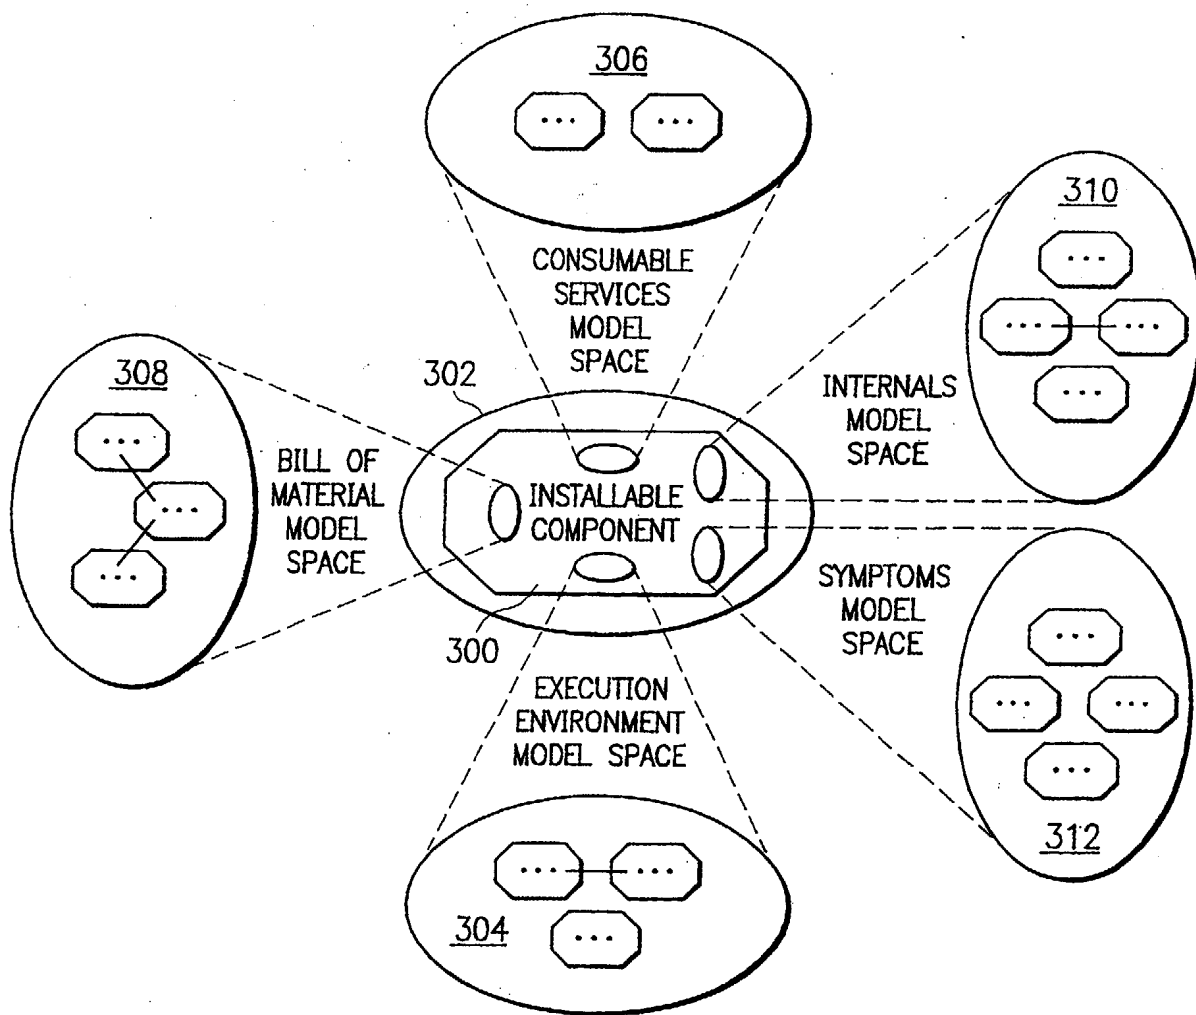 306
...
...
CONSUMABLE
SERVICES
MODEL
SPACE
310
...
...
...
...
INTERNALS
MODEL
SPACE
308
...
...
...
BILL OF
MATERIAL
MODEL
SPACE
302
INSTALLABLE
COMPONENT
300
SYMPTOMS
MODEL
SPACE
...
...
...
...
312
EXECUTION
ENVIRONMENT
MODEL SPACE
...
...
304
...